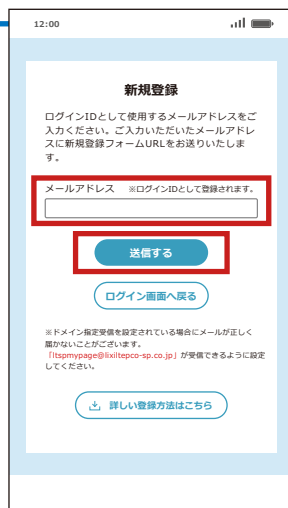 12:00
新規登録
ログインIDとして使用するメールアドレスをご
入力ください。ご入力いただいたメールアドレ
スに新規登録フォームURLをお送りいたしま
す。
メールアドレス ※ログインIDとして登録されます。
送信する
ログイン画面へ戻る
※ドメイン指定受信を設定されている場合にメールが正しく
届かないことがございます。
「ltspmypage@lixiltepco-sp.co.jp」が受信できるように設定
してください。
詳しい登録方法はこちら